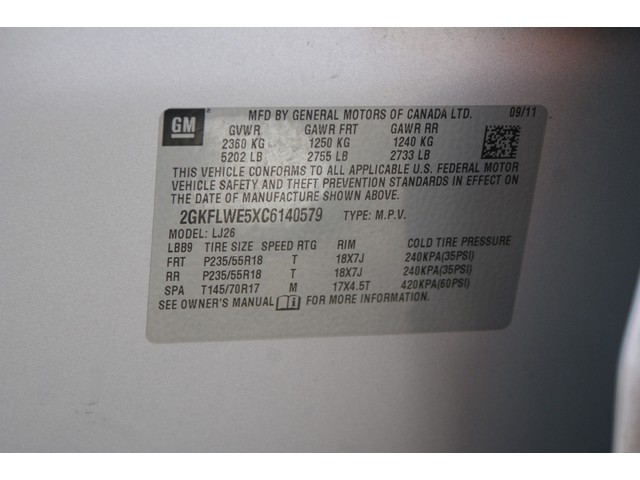 GM
MFD BY GENERAL MOTORS OF CANADA LTD. 09/11
GVWR GAWR FRT GAWR RR
2360 KG 1250 KG 1240 KG
5202 LB 2755 LB 2733 LB
THIS VEHICLE CONFORMS TO ALL APPLICABLE U.S. FEDERAL MOTOR
VEHICLE SAFETY AND THEFT PREVENTION STANDARDS IN EFFECT
ON THE DATE OF MANUFACTURE SHOWN ABOVE.
2GKFLWE5XC6140579 TYPE: M.P.V.
MODEL: LJ26
LBB9 TIRE SIZE SPEED RTG RIM COLD TIRE PRESSURE
FRT P235/55R18 T 18X7J 240KPA(35PSI)
RR P235/55R18 T 18X7J 240KPA(35PSI)
SPA T145/70R17 M 17X4.5T 420KPA(60PSI)
SEE OWNER'S MANUAL FOR MORE INFORMATION.